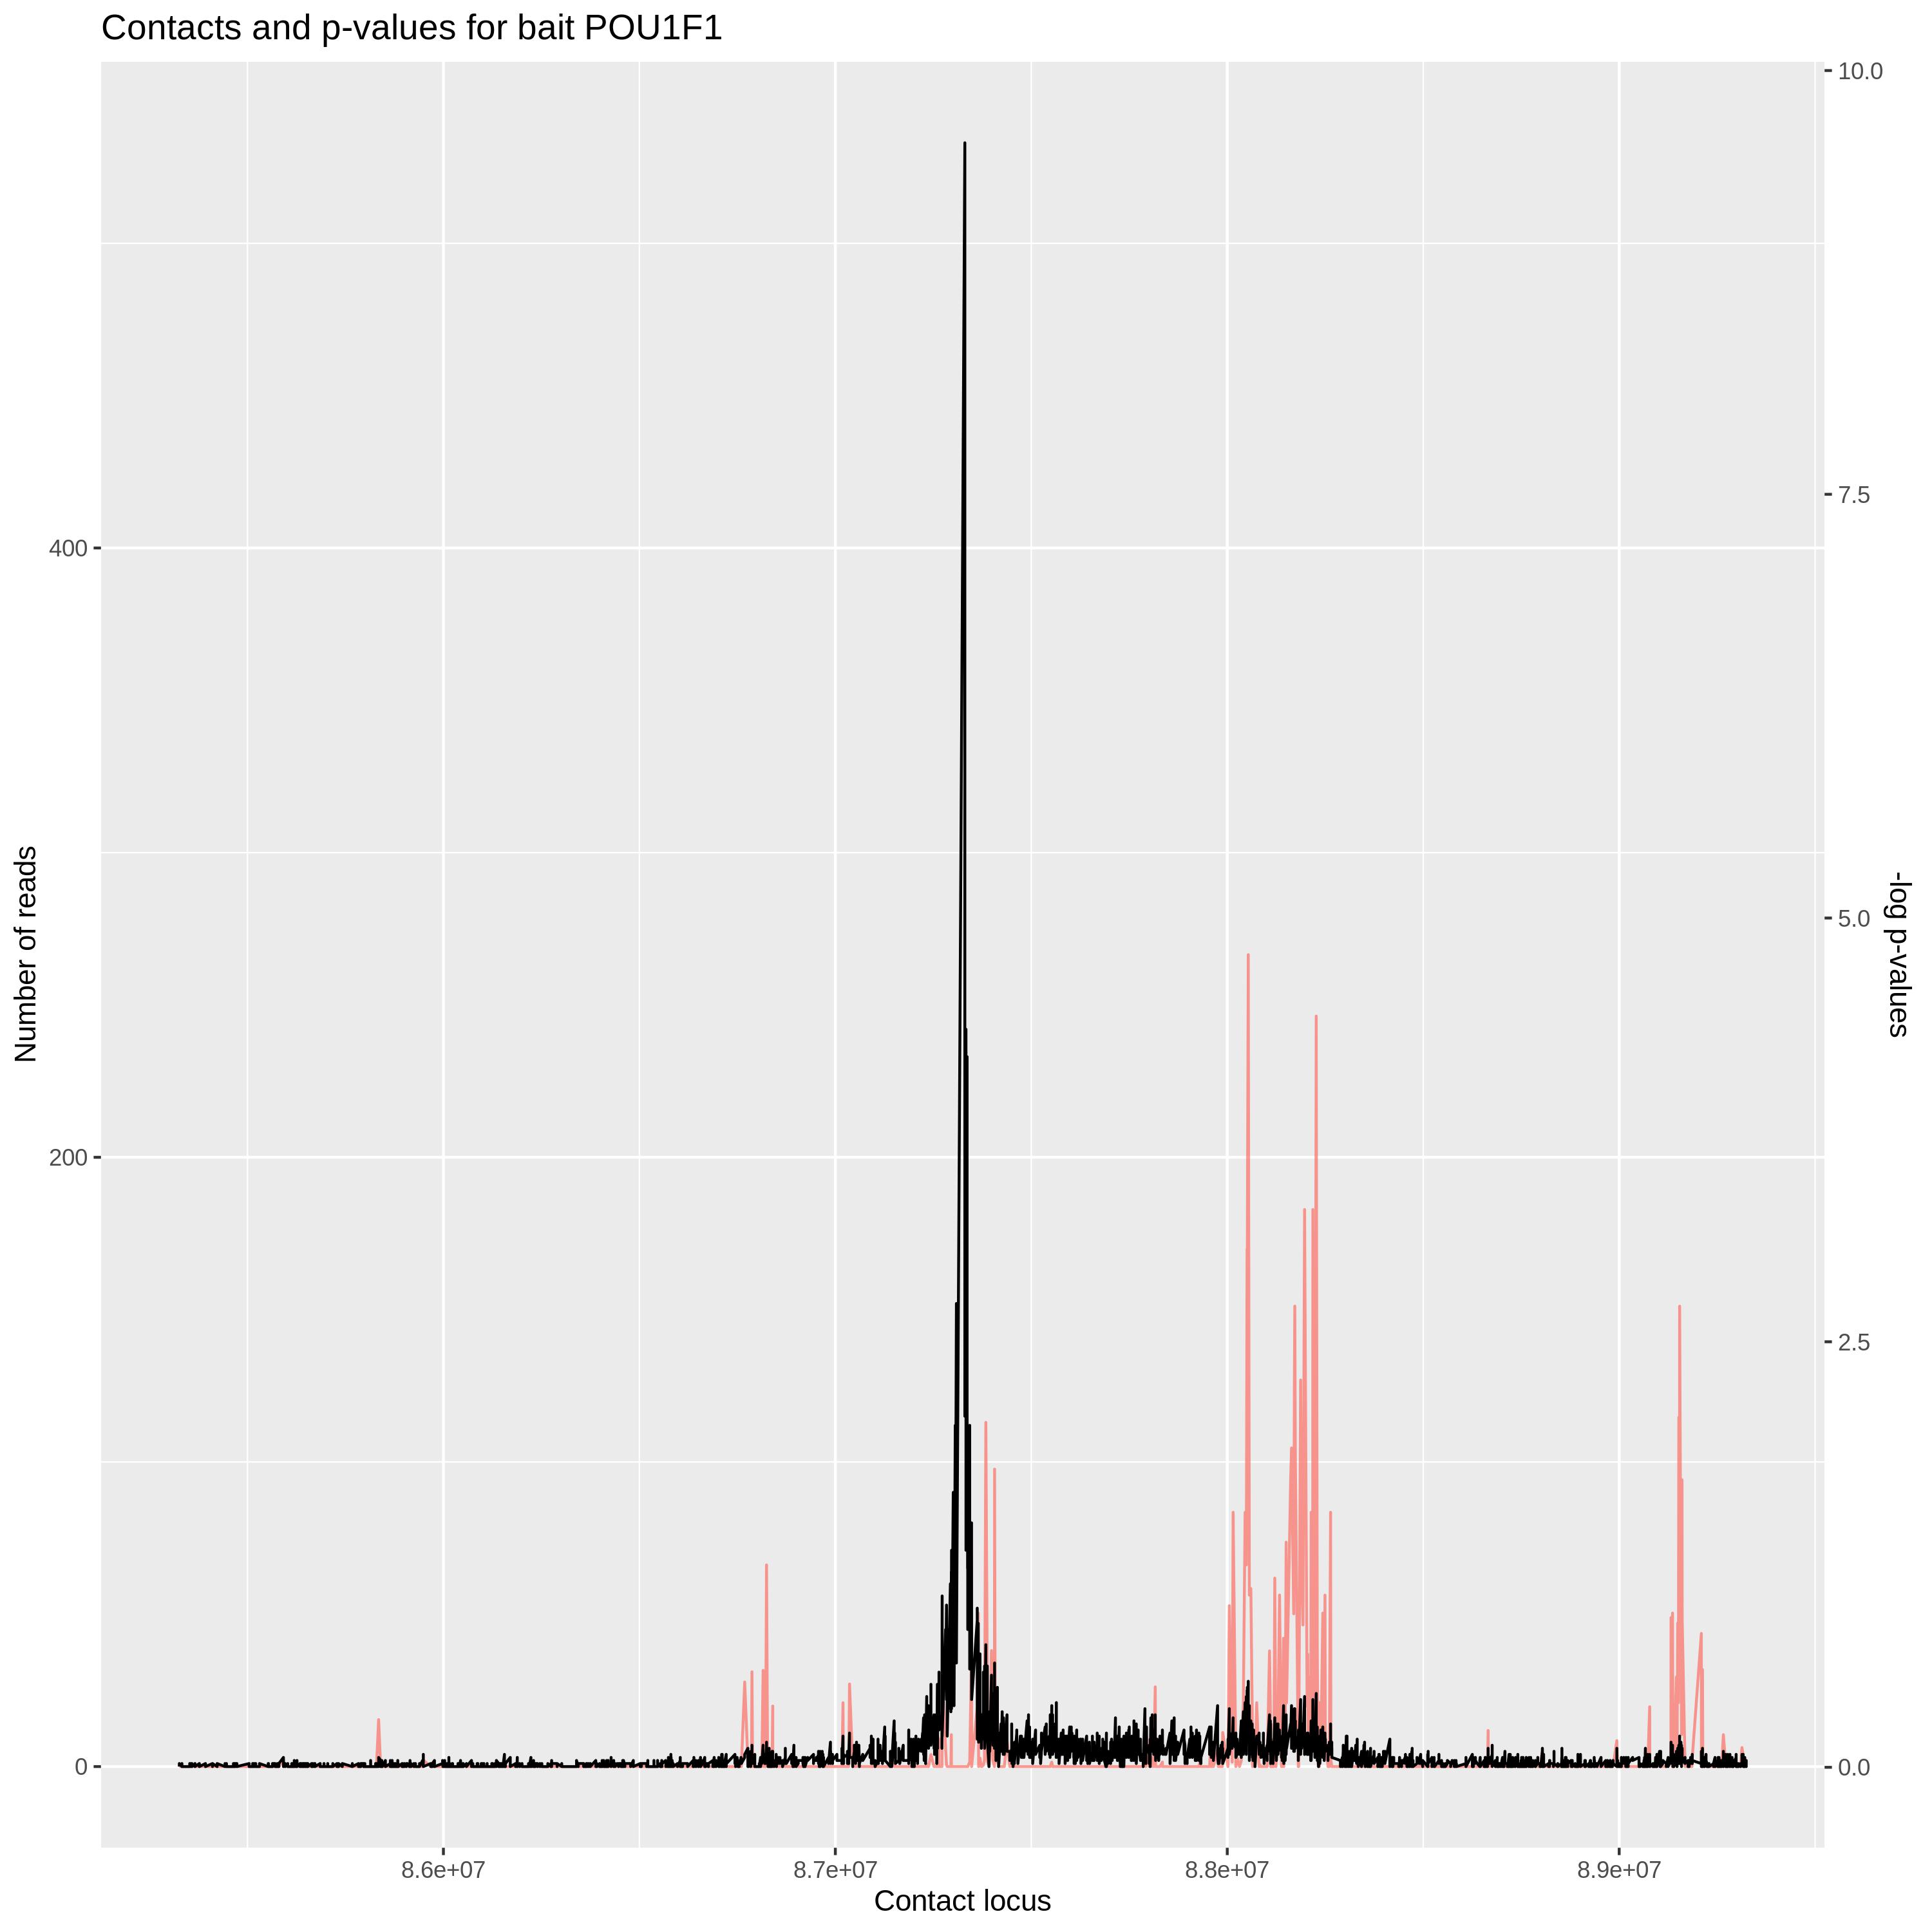 Contacts and p-values for bait POU1F1
10.0
7.5
400
5.0
Number of reads
-log p-values
200
2.5
0
0.0
8.6e+07 8.7e+07 8.8e+07 8.9e+07
Contact locus